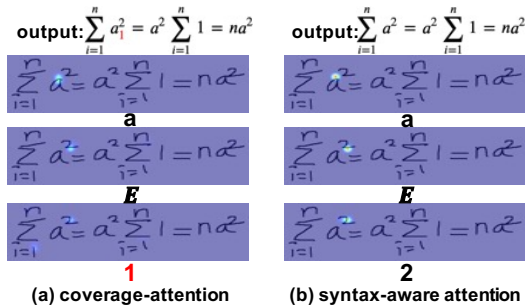 output: \sum_{i=1}^{n} a_1^2 = a^2 \sum_{i=1}^{n} 1 = na^2
\sum_{i=1}^{n} a^2 = a^2 \sum_{i=1}^{n} 1 = na^2
a
\sum_{i=1}^{n} a^2 = a^2 \sum_{i=1}^{n} 1 = na^2
E
\sum_{i=1}^{n} a^2 = a^2 \sum_{i=1}^{n} 1 = na^2
1
(a) coverage-attention
output: \sum_{i=1}^{n} a^2 = a^2 \sum_{i=1}^{n} 1 = na^2
\sum_{i=1}^{n} a^2 = a^2 \sum_{i=1}^{n} 1 = na^2
a
\sum_{i=1}^{n} a^2 = a^2 \sum_{i=1}^{n} 1 = na^2
E
\sum_{i=1}^{n} a^2 = a^2 \sum_{i=1}^{n} 1 = na^2
2
(b) syntax-aware attention